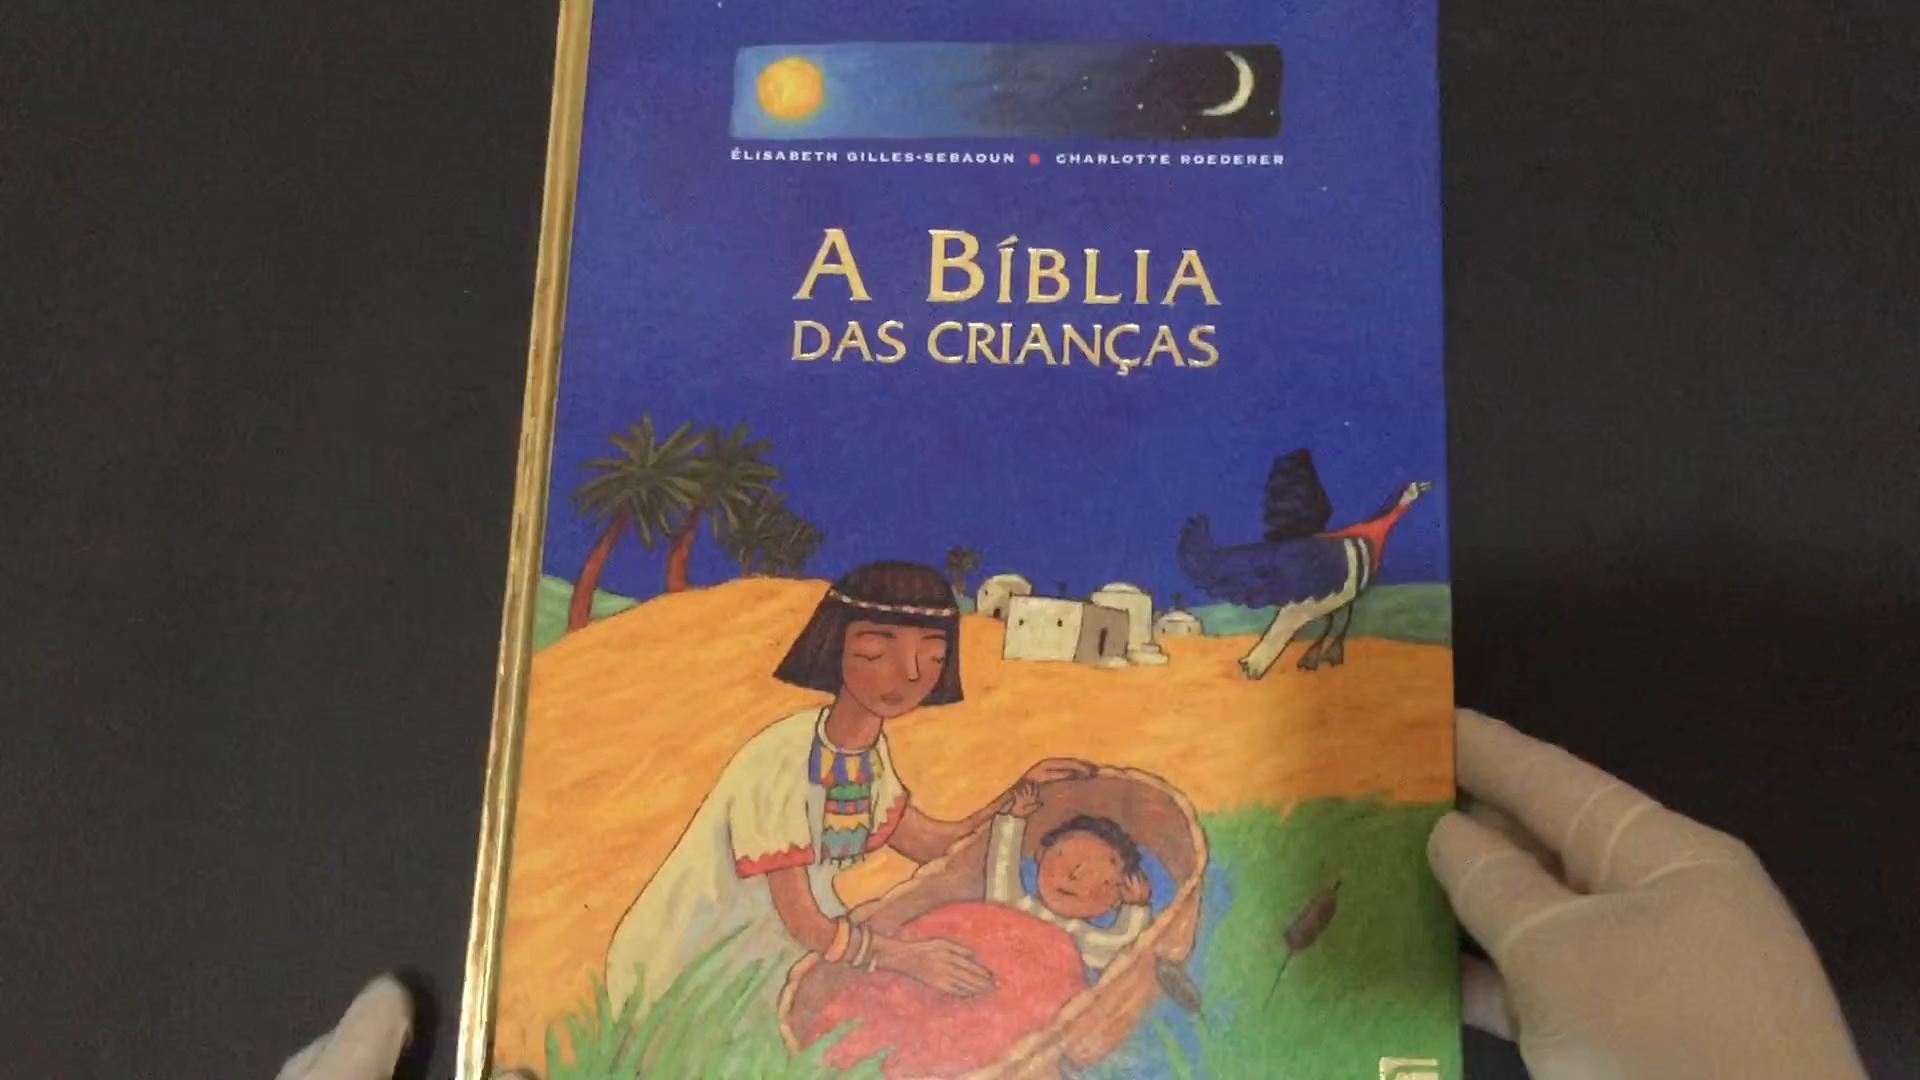 ÉLISABETH GILLES-SEBAOUN • CHARLOTTE ROEDERER
A BÍBLIA
DAS CRIANÇAS